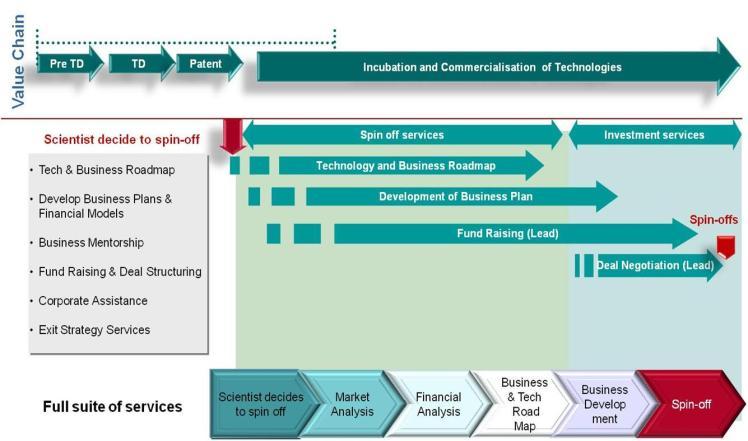 Value Chain
Pre TD
TD
Patent
Incubation and Commercialisation of Technologies
Scientist decide to spin-off
Spin off services
Investment services
• Tech & Business Roadmap
• Develop Business Plans &
Financial Models
• Business Mentorship
• Fund Raising & Deal Structuring
• Corporate Assistance
• Exit Strategy Services
Technology and Business Roadmap
Development of Business Plan
Spin-offs
Fund Raising (Lead)
Deal Negotiation (Lead)
Full suite of services
Scientist decides
to spin off
Market
Analysis
Financial
Analysis
Business
& Tech
Road
Map
Business
Develop
ment
Spin-off